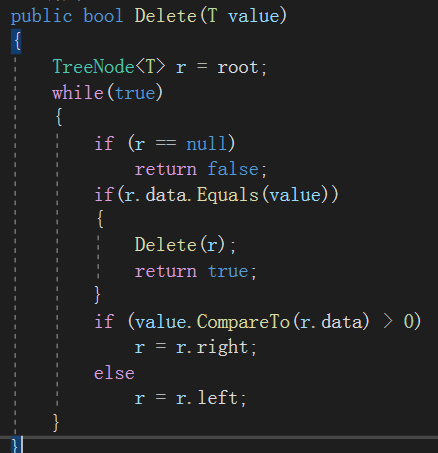 public bool Delete(T value)
{
    TreeNode<T> r = root;
    while(true)
    {
        if (r == null)
            return false;
        if(r.data.Equals(value))
        {
            Delete(r);
            return true;
        }
        if (value.CompareTo(r.data) > 0)
            r = r.right;
        else
            r = r.left;
    }
}